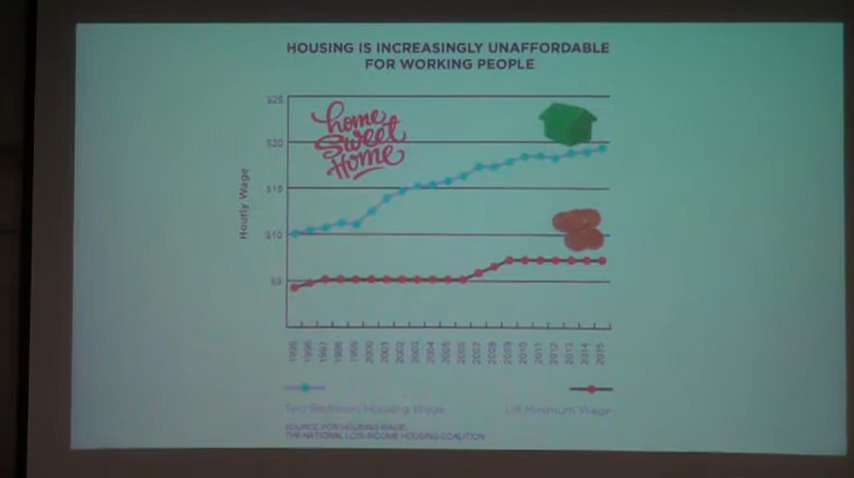 HOUSING IS INCREASINGLY UNAFFORDABLE
FOR WORKING PEOPLE
$25
$20
$15
$10
$5
Hourly Wage
home
Sweet
Home
1995 1996 1997 1998 1999 2000 2001 2002 2003 2004 2005 2006 2007 2008 2009 2010 2011 2012 2013 2014 2015
Two Bedroom Housing Wage
US Minimum Wage
SOURCE FOR HOUSING WAGE:
THE NATIONAL LOW-INCOME HOUSING COALITION